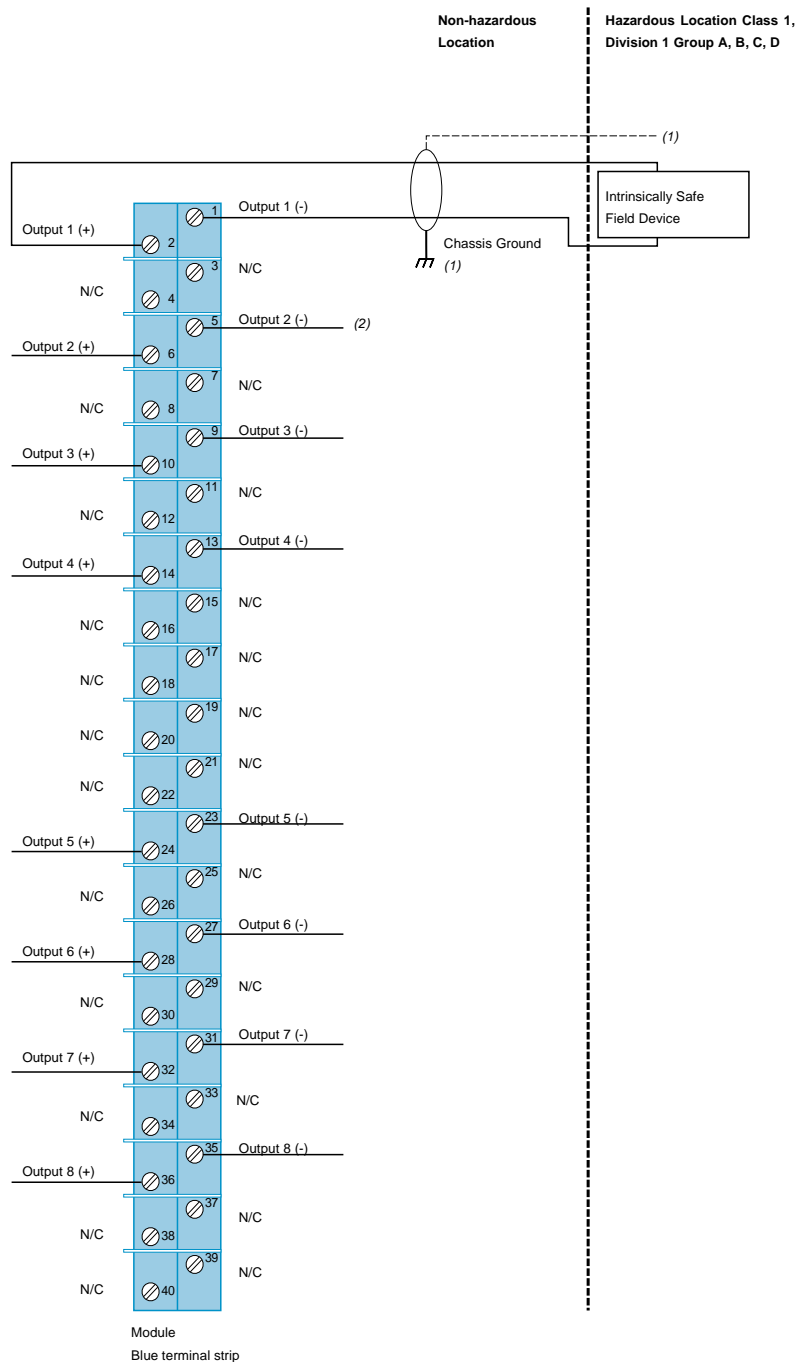 Non-hazardous
Location
Hazardous Location Class 1,
Division 1 Group A, B, C, D
(1)
Intrinsically Safe
Field Device
Output 1 (-)
1
Output 1 (+)
2
Chassis Ground
(1)
3
N/C
N/C
4
5
Output 2 (-)
(2)
Output 2 (+)
6
7
N/C
N/C
8
9
Output 3 (-)
Output 3 (+)
10
11
N/C
N/C
12
13
Output 4 (-)
Output 4 (+)
14
15
N/C
N/C
16
17
N/C
N/C
18
19
N/C
N/C
20
21
N/C
N/C
22
23
Output 5 (-)
Output 5 (+)
24
25
N/C
N/C
26
27
Output 6 (-)
Output 6 (+)
28
29
N/C
N/C
30
31
Output 7 (-)
Output 7 (+)
32
33
N/C
N/C
34
35
Output 8 (-)
Output 8 (+)
36
37
N/C
N/C
38
39
N/C
N/C
40
Module
Blue terminal strip